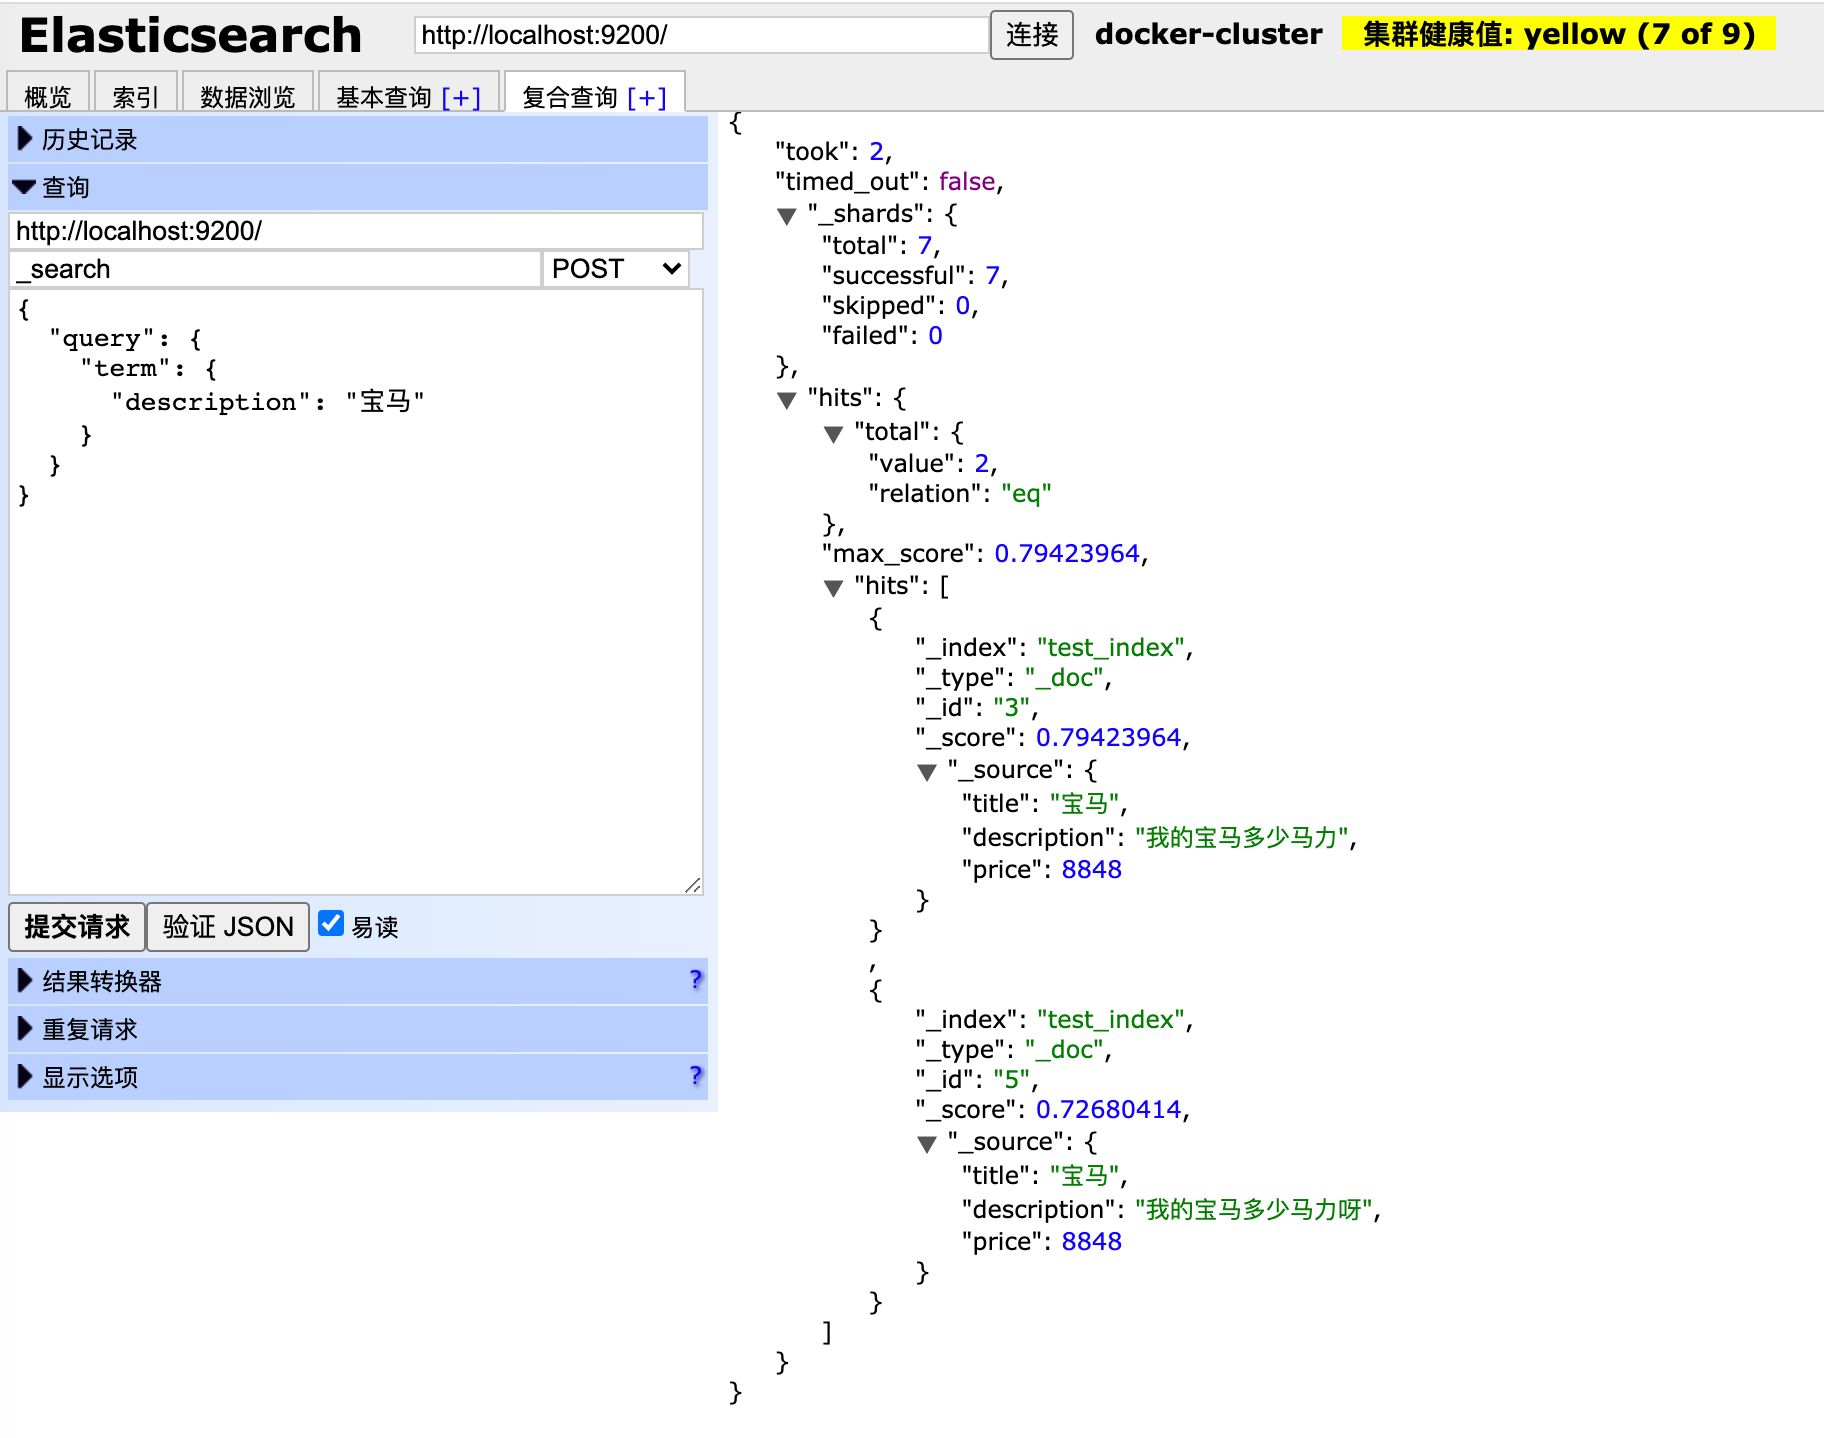 Elasticsearch http://localhost:9200/ 连接 docker-cluster 集群健康值: yellow (7 of 9)
概览 索引 数据浏览 基本查询 [+] 复合查询 [+]
历史记录
查询
http://localhost:9200/
_search POST
{
"query": {
"term": {
"description": "宝马"
}
}
}
提交请求 验证 JSON 易读
结果转换器 ?
重复请求
显示选项 ?
{
"took": 2,
"timed_out": false,
"_shards": {
"total": 7,
"successful": 7,
"skipped": 0,
"failed": 0
},
"hits": {
"total": {
"value": 2,
"relation": "eq"
},
"max_score": 0.79423964,
"hits": [
{
"_index": "test_index",
"_type": "_doc",
"_id": "3",
"_score": 0.79423964,
"_source": {
"title": "宝马",
"description": "我的宝马多少马力",
"price": 8848
}
}
,
{
"_index": "test_index",
"_type": "_doc",
"_id": "5",
"_score": 0.72680414,
"_source": {
"title": "宝马",
"description": "我的宝马多少马力呀",
"price": 8848
}
}
]
}
}